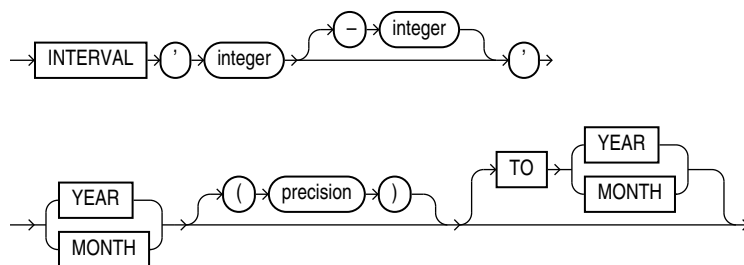 INTERVAL ' integer – integer '
YEAR MONTH ( precision ) TO YEAR MONTH